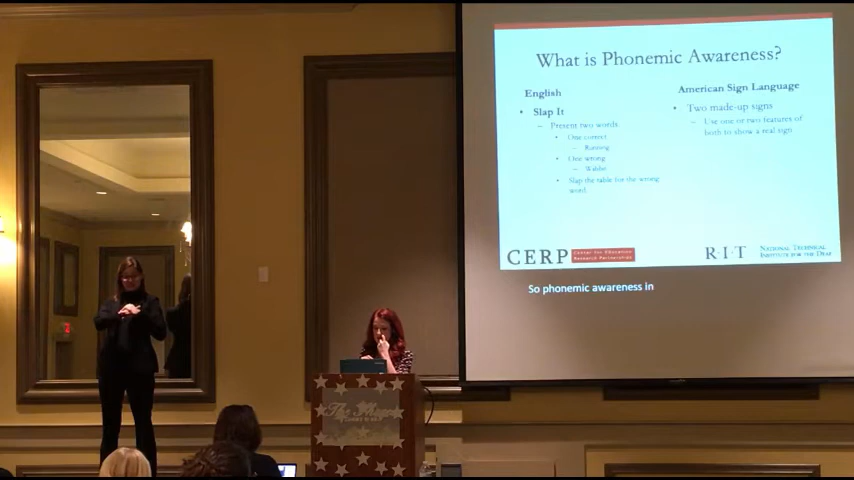 What is Phonemic Awareness?
English
• Slap It
– Present two words
• One correct
– Running
• One wrong
– Waldist
• Slap the table for the wrong
word.
American Sign Language
• Two made-up signs
– Use one or two features of
both to show a real sign
CERP Center for Education
Research Partnerships
R·I·T NATIONAL TECHNICAL
INSTITUTE FOR THE DEAF
So phonemic awareness in
The